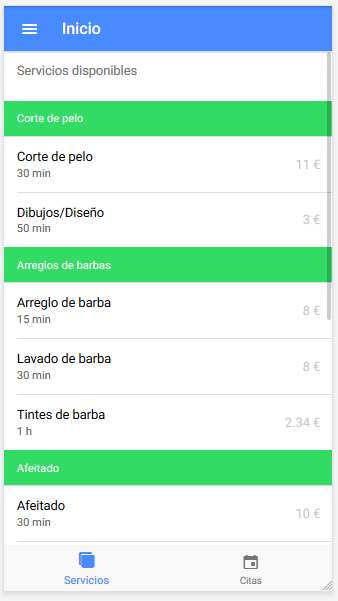 Inicio
Servicios disponibles
Corte de pelo
Corte de pelo
30 min
11 €
Dibujos/Diseño
50 min
3 €
Arreglos de barbas
Arreglo de barba
15 min
8 €
Lavado de barba
30 min
8 €
Tintes de barba
1 h
2.34 €
Afeitado
Afeitado
30 min
10 €
Servicios
Citas